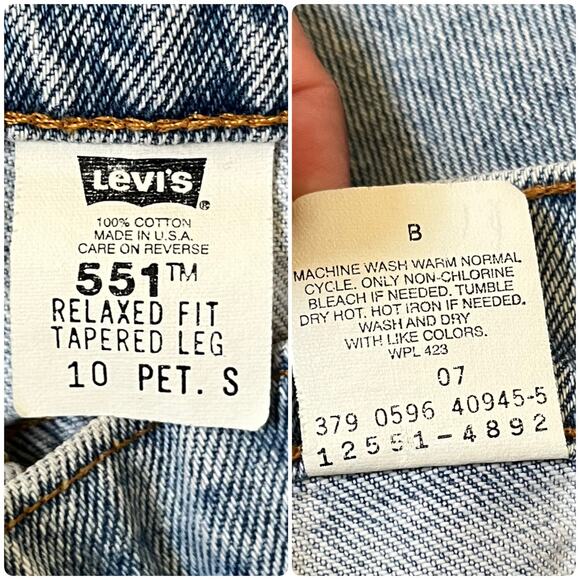 Levi's
®
100% COTTON
MADE IN U.S.A.
CARE ON REVERSE
551™
RELAXED FIT
TAPERED LEG
10 PET. S
B
MACHINE WASH WARM NORMAL
CYCLE. ONLY NON-CHLORINE
BLEACH IF NEEDED. TUMBLE
DRY HOT. HOT IRON IF NEEDED.
WASH AND DRY
WITH LIKE COLORS.
WPL 423
07
379 0596 40945-5
12551-4892